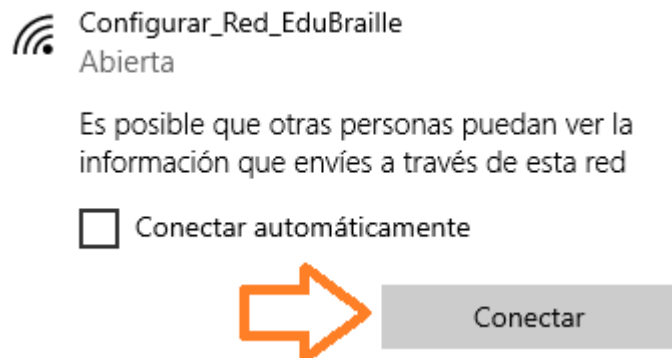 Configurar_Red_EduBraille
Abierta
Es posible que otras personas puedan ver la
información que envíes a través de esta red
Conectar automáticamente
Conectar